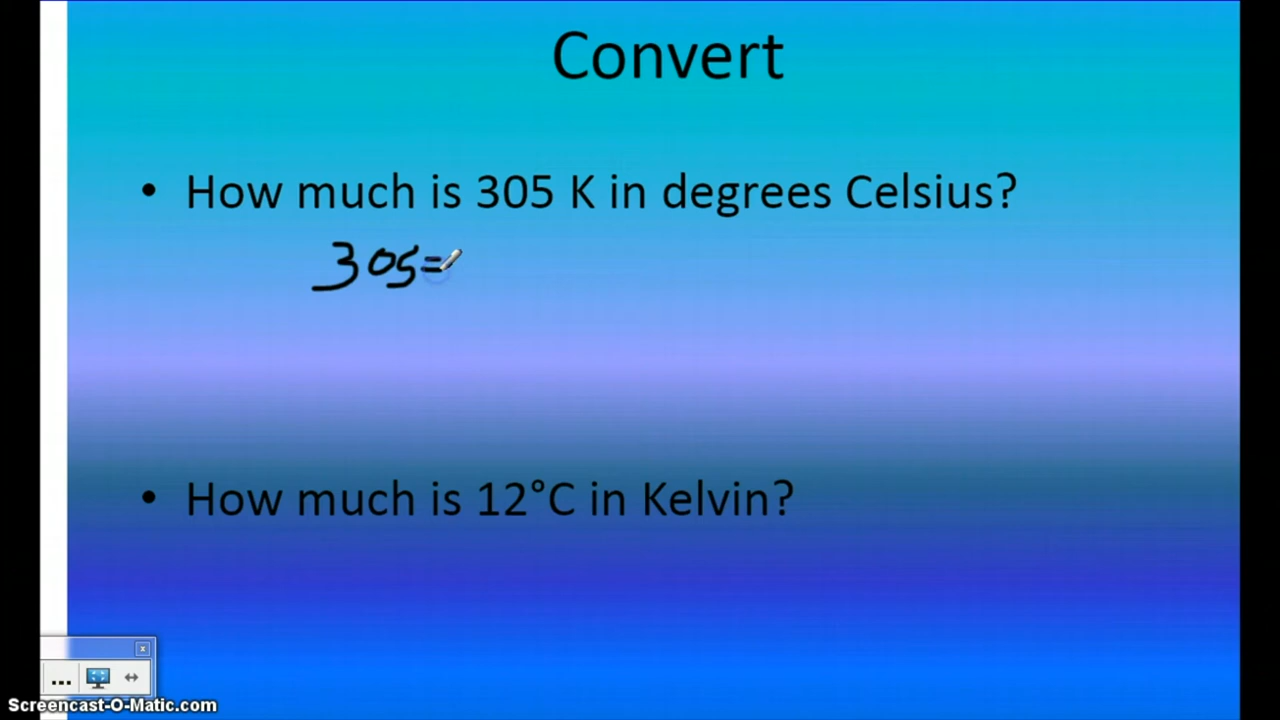 Convert
• How much is 305 K in degrees Celsius?
305=
• How much is 12°C in Kelvin?
...
Screencast-O-Matic.com